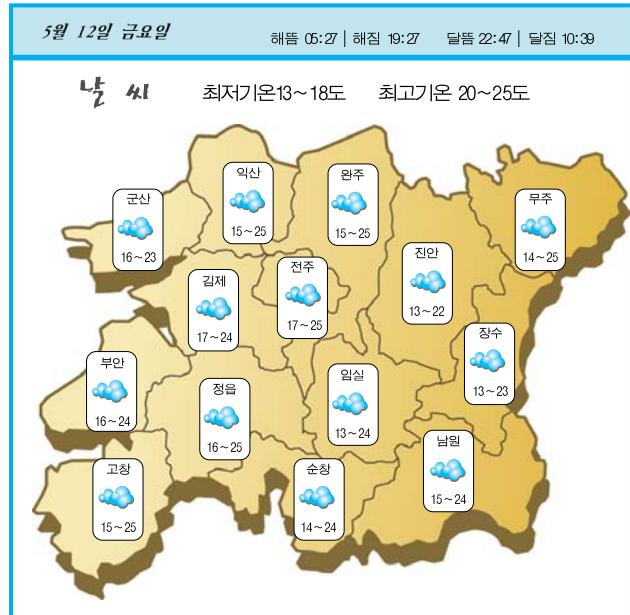 5월 12일 금요일
해뜸 05:27 | 해짐 19:27 달뜸 22:47 | 달짐 10:39
날 씨 최저기온13~18도 최고기온 20~25도
익산
15~25
완주
15~25
군산
16~23
무주
14~25
진안
13~22
전주
17~25
김제
17~24
장수
13~23
부안
16~24
정읍
16~25
임실
13~24
남원
15~24
고창
15~25
순창
14~24